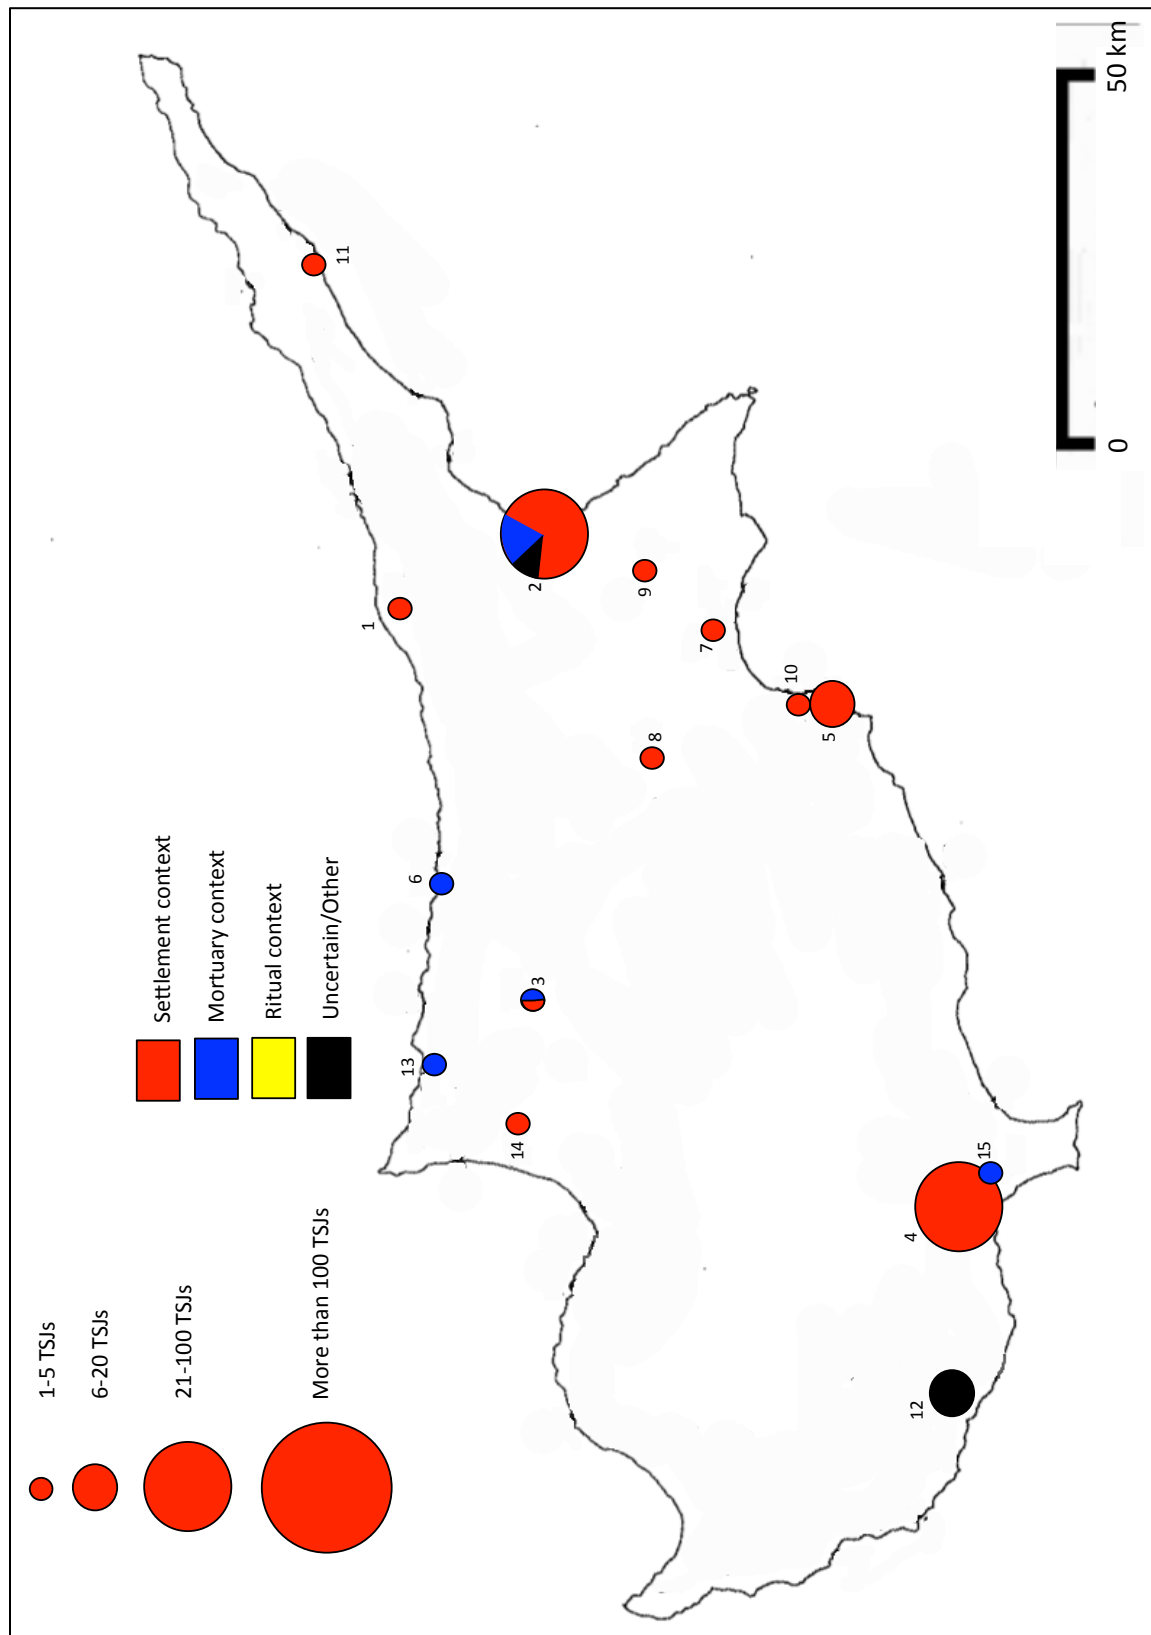 1-5 TSJs
6-20 TSJs
21-100 TSJs
More than 100 TSJs
Settlement context
Mortuary context
Ritual context
Uncertain/Other
11
1
2
9
7
10
5
8
6
3
13
14
15
4
12
0
50 km